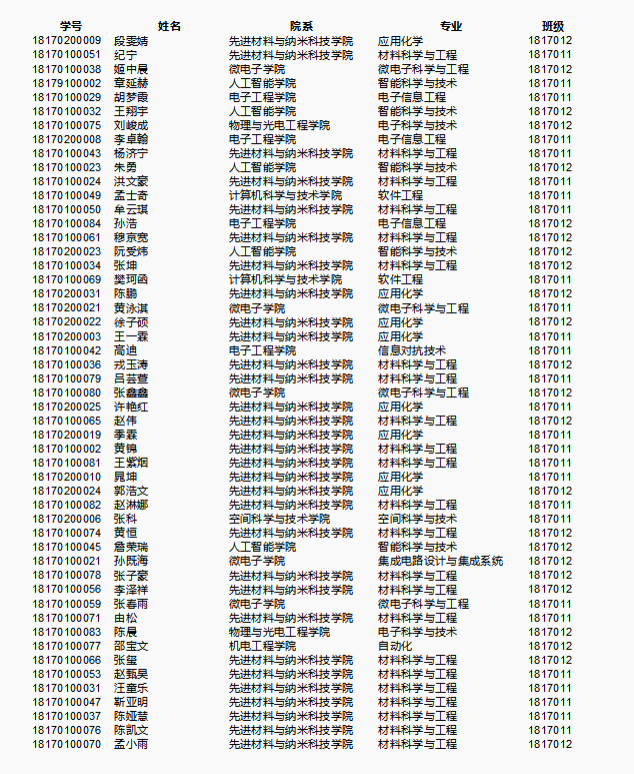 学号 姓名 院系 专业 班级
18170200009 段雯婧 先进材料与纳米科技学院 应用化学 1817012
18170100051 纪宁 先进材料与纳米科技学院 材料科学与工程 1817011
18170100038 姬中晨 微电子学院 微电子科学与工程 1817012
18179100002 章延赫 人工智能学院 智能科学与技术 1817011
18170100029 胡梦霞 电子工程学院 电子信息工程 1817011
18170100032 王翔宇 人工智能学院 智能科学与技术 1817012
18170100075 刘峻成 物理与光电工程学院 电子科学与技术 1817012
18170200008 李卓翰 电子工程学院 电子信息工程 1817011
18170100043 杨济宁 先进材料与纳米科技学院 材料科学与工程 1817011
18170100023 朱勇 人工智能学院 智能科学与技术 1817012
18170100024 洪文豪 先进材料与纳米科技学院 材料科学与工程 1817011
18170100049 孟士奇 计算机科学与技术学院 软件工程 1817011
18170100050 牟云琪 先进材料与纳米科技学院 材料科学与工程 1817011
18170100084 孙浩 电子工程学院 电子信息工程 1817012
18170100061 穆京宽 先进材料与纳米科技学院 材料科学与工程 1817012
18170200023 阮受炜 人工智能学院 智能科学与技术 1817012
18170100034 张坤 先进材料与纳米科技学院 材料科学与工程 1817012
18170100069 樊珂函 计算机科学与技术学院 软件工程 1817011
18170200031 陈鹏 先进材料与纳米科技学院 应用化学 1817012
18170200021 黄泳淇 微电子学院 微电子科学与工程 1817011
18170200022 徐子硕 先进材料与纳米科技学院 应用化学 1817012
18170200003 王一霖 先进材料与纳米科技学院 应用化学 1817011
18170100042 高迪 电子工程学院 信息对抗技术 1817011
18170100036 戎玉涛 先进材料与纳米科技学院 材料科学与工程 1817012
18170100079 吕芸萱 先进材料与纳米科技学院 材料科学与工程 1817011
18170100080 张鑫鑫 微电子学院 微电子科学与工程 1817012
18170200025 许艳红 先进材料与纳米科技学院 应用化学 1817011
18170100065 赵伟 先进材料与纳米科技学院 材料科学与工程 1817012
18170200019 季霖 先进材料与纳米科技学院 应用化学 1817011
18170100002 黄锦 先进材料与纳米科技学院 材料科学与工程 1817011
18170100081 王紫烟 先进材料与纳米科技学院 材料科学与工程 1817011
18170200010 晁坤 先进材料与纳米科技学院 应用化学 1817011
18170200024 郭浩文 先进材料与纳米科技学院 应用化学 1817012
18170100082 赵淋娜 先进材料与纳米科技学院 材料科学与工程 1817011
18170200006 张科 空间科学与技术学院 空间科学与技术 1817011
18170100074 黄恒 先进材料与纳米科技学院 材料科学与工程 1817012
18170100045 詹荣瑞 人工智能学院 智能科学与技术 1817012
18170100021 孙既海 微电子学院 集成电路设计与集成系统 1817012
18170100078 张子豪 先进材料与纳米科技学院 材料科学与工程 1817012
18170100056 李泽祥 先进材料与纳米科技学院 材料科学与工程 1817012
18170100059 张春雨 微电子学院 微电子科学与工程 1817011
18170100071 由松 先进材料与纳米科技学院 材料科学与工程 1817011
18170100083 陈晨 物理与光电工程学院 电子科学与技术 1817012
18170100077 邵宝文 机电工程学院 自动化 1817012
18170100066 张玺 先进材料与纳米科技学院 材料科学与工程 1817012
18170100053 赵甄昊 先进材料与纳米科技学院 材料科学与工程 1817011
18170100031 汪童乐 先进材料与纳米科技学院 材料科学与工程 1817011
18170100047 靳亚明 先进材料与纳米科技学院 材料科学与工程 1817011
18170100037 陈娅慧 先进材料与纳米科技学院 材料科学与工程 1817011
18170100076 陈凯文 先进材料与纳米科技学院 材料科学与工程 1817011
18170100070 孟小雨 先进材料与纳米科技学院 材料科学与工程 1817012